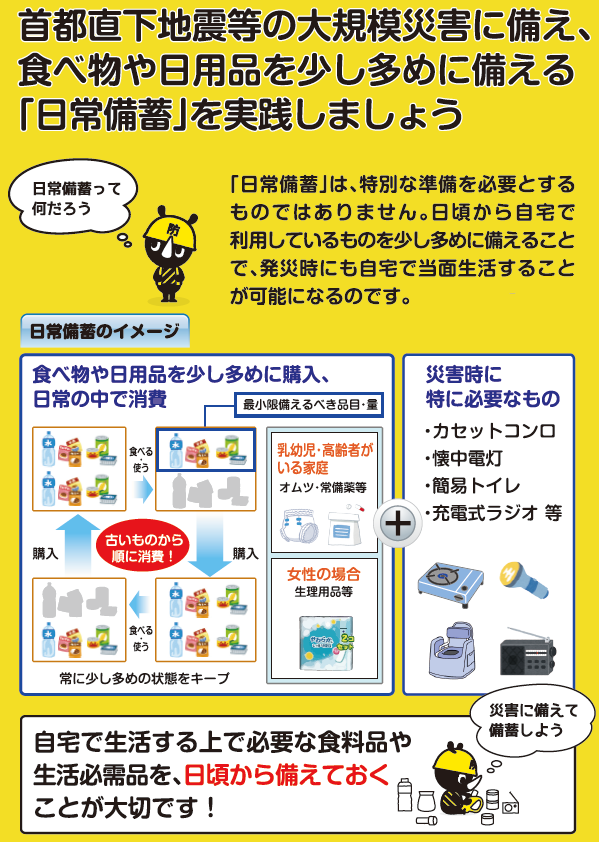 首都直下地震等の大規模災害に備え、
食べ物や日用品を少し多めに備える
「日常備蓄」を実践しましょう
日常備蓄って
何だろう
防
「日常備蓄」は、特別な準備を必要とする
ものではありません。日頃から自宅で
利用しているものを少し多めに備えること
で、発災時にも自宅で当面生活すること
が可能になるのです。
日常備蓄のイメージ
食べ物や日用品を少し多めに購入、
日常の中で消費
最小限備えるべき品目・量
水
食べる
・
使う
水
購入
古いものから
順に消費！
購入
水
食べる
・
使う
水
常に少し多めの状態をキープ
乳幼児・高齢者が
いる家庭
オムツ・常備薬等
女性の場合
生理用品等
＋
災害時に
特に必要なもの
・カセットコンロ
・懐中電灯
・簡易トイレ
・充電式ラジオ 等
災害に備えて
備蓄しよう
自宅で生活する上で必要な食料品や
生活必需品を、日頃から備えておく
ことが大切です！